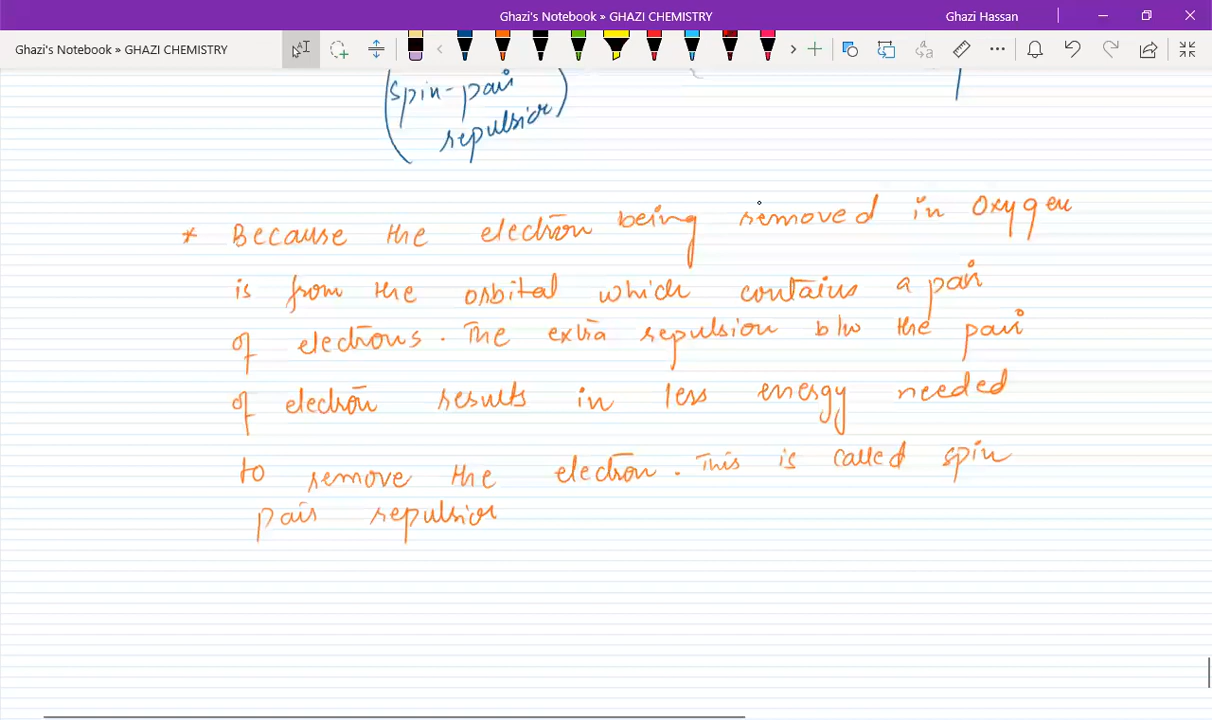 Ghazi's Notebook » GHAZI CHEMISTRY
Ghazi Hassan
Ghazi's Notebook » GHAZI CHEMISTRY
(spin-pair
repulsion)
* Because the electron being removed in Oxygen
is from the orbital which contains a pair
of electrons. The extra repulsion b/w the pair
of electron results in less energy needed
to remove the electron. This is called spin
pair repulsion